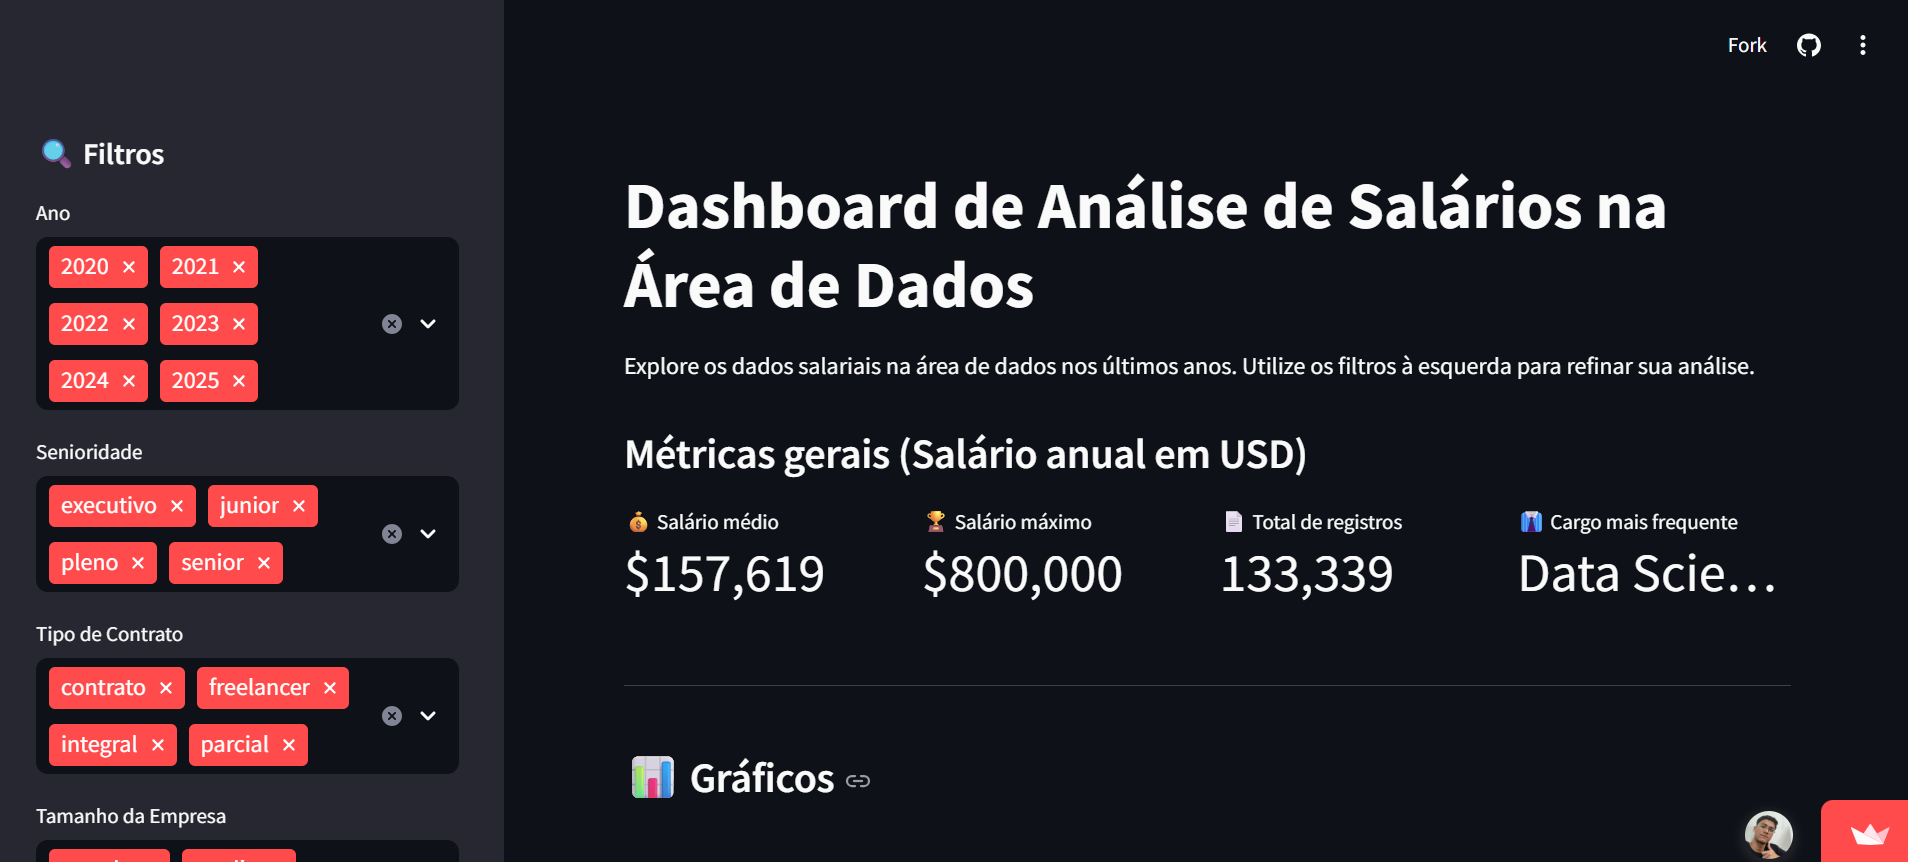 Fork
Filtros
Ano
2020 × 2021 ×
2022 × 2023 ×
2024 × 2025 ×
Senioridade
executivo × junior ×
pleno × senior ×
Tipo de Contrato
contrato × freelancer ×
integral × parcial ×
Tamanho da Empresa
Dashboard de Análise de Salários na
Área de Dados
Explore os dados salariais na área de dados nos últimos anos. Utilize os filtros à esquerda para refinar sua análise.
Métricas gerais (Salário anual em USD)
Salário médio
$157,619
Salário máximo
$800,000
Total de registros
133,339
Cargo mais frequente
Data Scie…
Gráficos